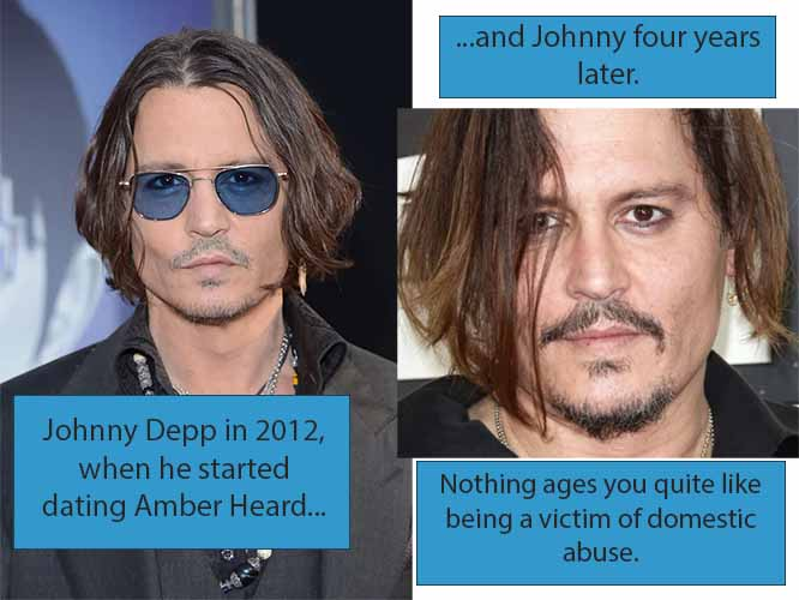 ...and Johnny four years
later.
Johnny Depp in 2012,
when he started
dating Amber Heard...
Nothing ages you quite like
being a victim of domestic
abuse.